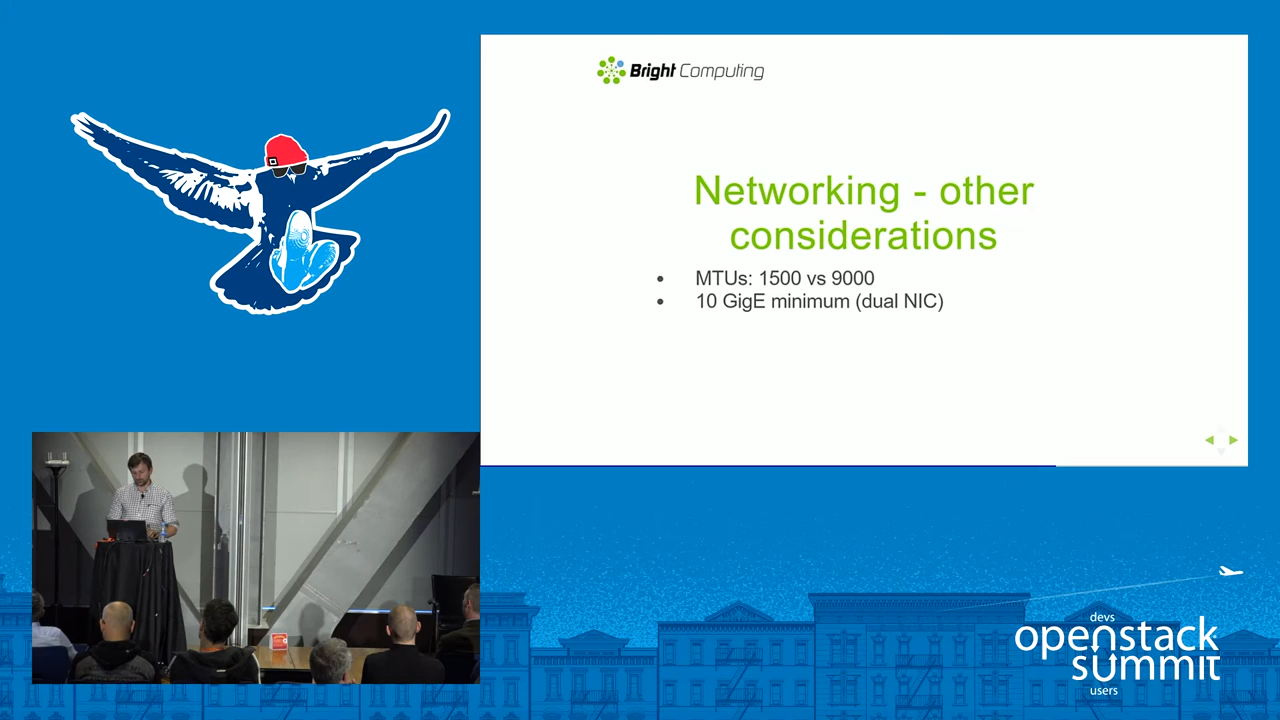 Bright Computing
Networking - other
considerations
• MTUs: 1500 vs 9000
• 10 GigE minimum (dual NIC)
devs
openstack
summit
users